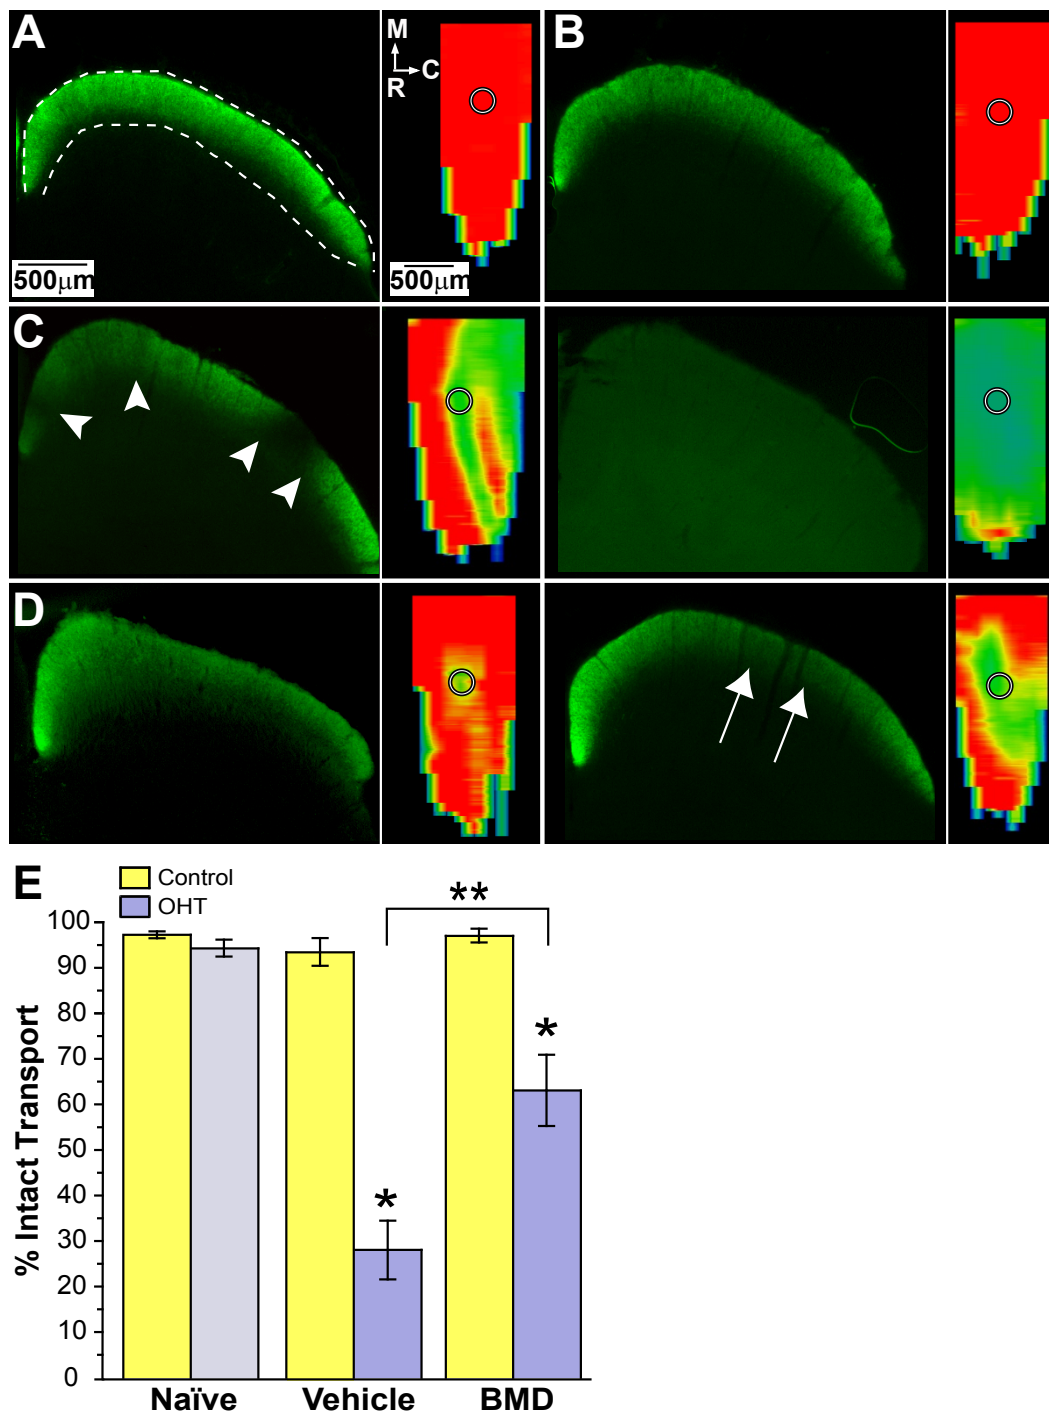 A
M
C
R
B
500μm
500μm
C
D
E
Control
OHT
**
*
*
% Intact Transport
100
90
80
70
60
50
40
30
20
10
0
Naïve
Vehicle
BMD